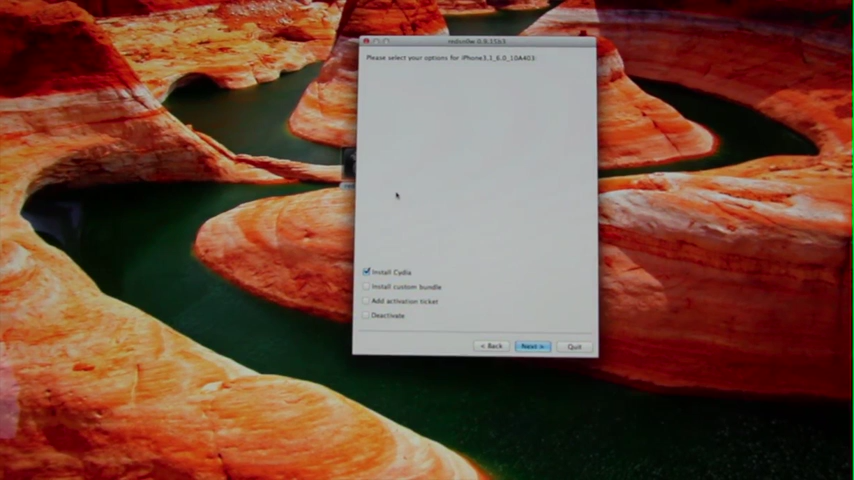 redsn0w 0.9.15b1
Please select your options for iPhone3,1_6.0_10A403:
Install Cydia
Install custom bundle
Add activation ticket
Deactivate
< Back Next > Quit